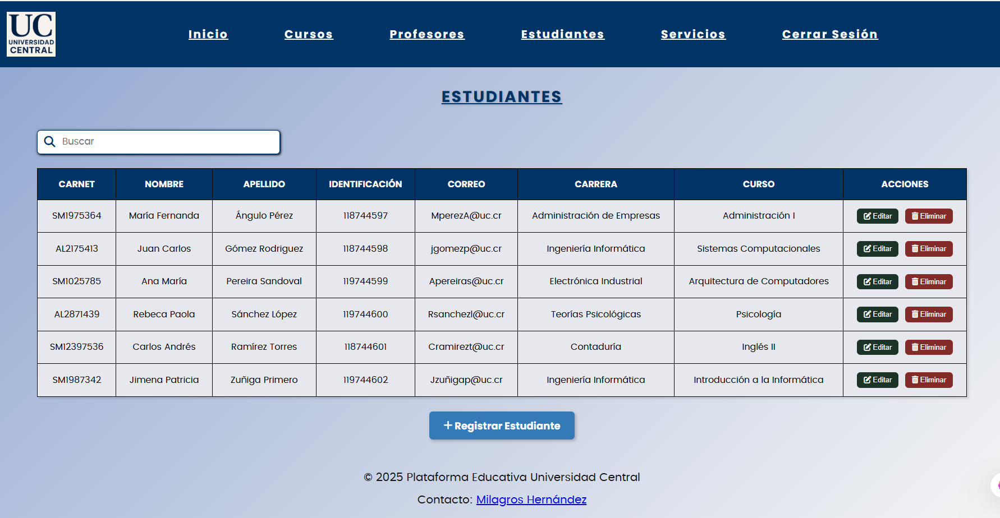 UC
UNIVERSIDAD
CENTRAL
Inicio Cursos Profesores Estudiantes Servicios Cerrar Sesión
ESTUDIANTES
Buscar
CARNET NOMBRE APELLIDO IDENTIFICACIÓN CORREO CARRERA CURSO ACCIONES
SM1975364 María Fernanda Ángulo Pérez 118744597 MperezA@uc.cr Administración de Empresas Administración I Editar Eliminar
AL2175413 Juan Carlos Gómez Rodriguez 118744598 jgomezp@uc.cr Ingeniería Informática Sistemas Computacionales Editar Eliminar
SM1025785 Ana María Pereira Sandoval 119744599 Apereiras@uc.cr Electrónica Industrial Arquitectura de Computadores Editar Eliminar
AL2871439 Rebeca Paola Sánchez López 119744600 Rsanchezl@uc.cr Teorías Psicológicas Psicología Editar Eliminar
SM12397536 Carlos Andrés Ramírez Torres 118744601 Cramirezt@uc.cr Contaduría Inglés II Editar Eliminar
SM1987342 Jimena Patricia Zuñiga Primero 119744602 Jzuñigap@uc.cr Ingeniería Informática Introducción a la Informática Editar Eliminar
+ Registrar Estudiante
© 2025 Plataforma Educativa Universidad Central
Contacto: Milagros Hernández